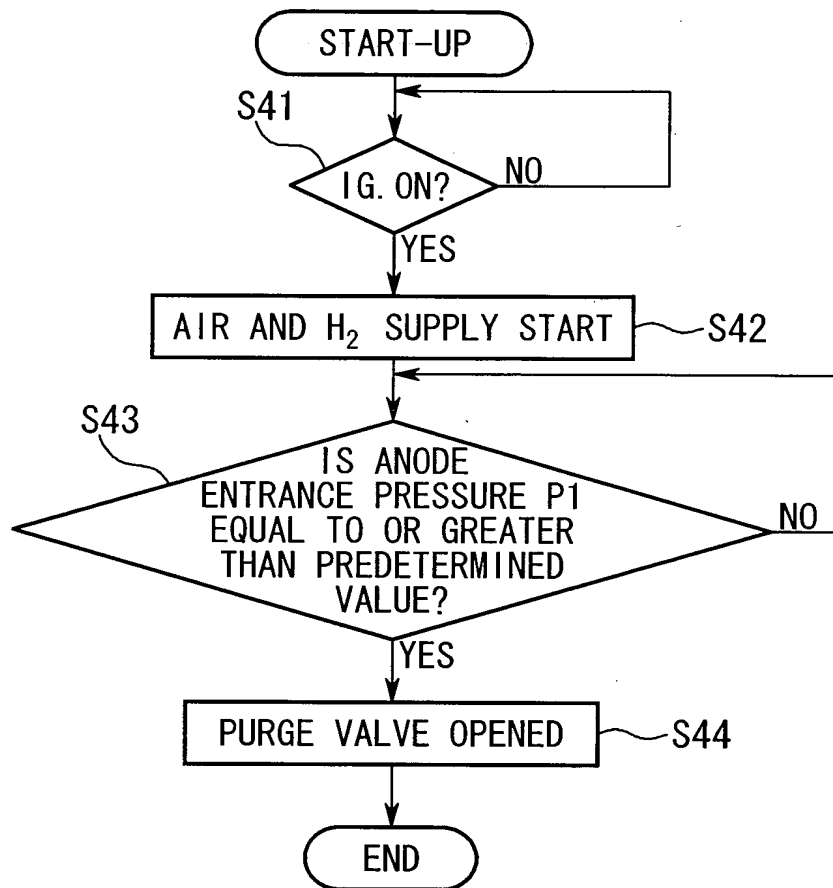 START-UP
S41
IG. ON?
NO
YES
AIR AND H₂ SUPPLY START
S42
S43
IS ANODE
ENTRANCE PRESSURE P1
EQUAL TO OR GREATER
THAN PREDETERMINED
VALUE?
NO
YES
PURGE VALVE OPENED
S44
END